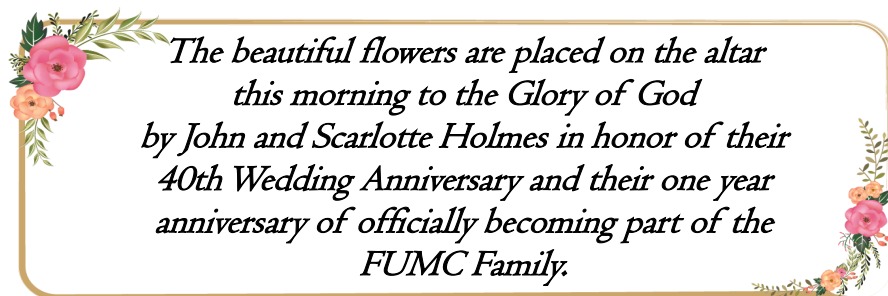 The beautiful flowers are placed on the altar
this morning to the Glory of God
by John and Scarlotte Holmes in honor of their
40th Wedding Anniversary and their one year
anniversary of officially becoming part of the
FUMC Family.